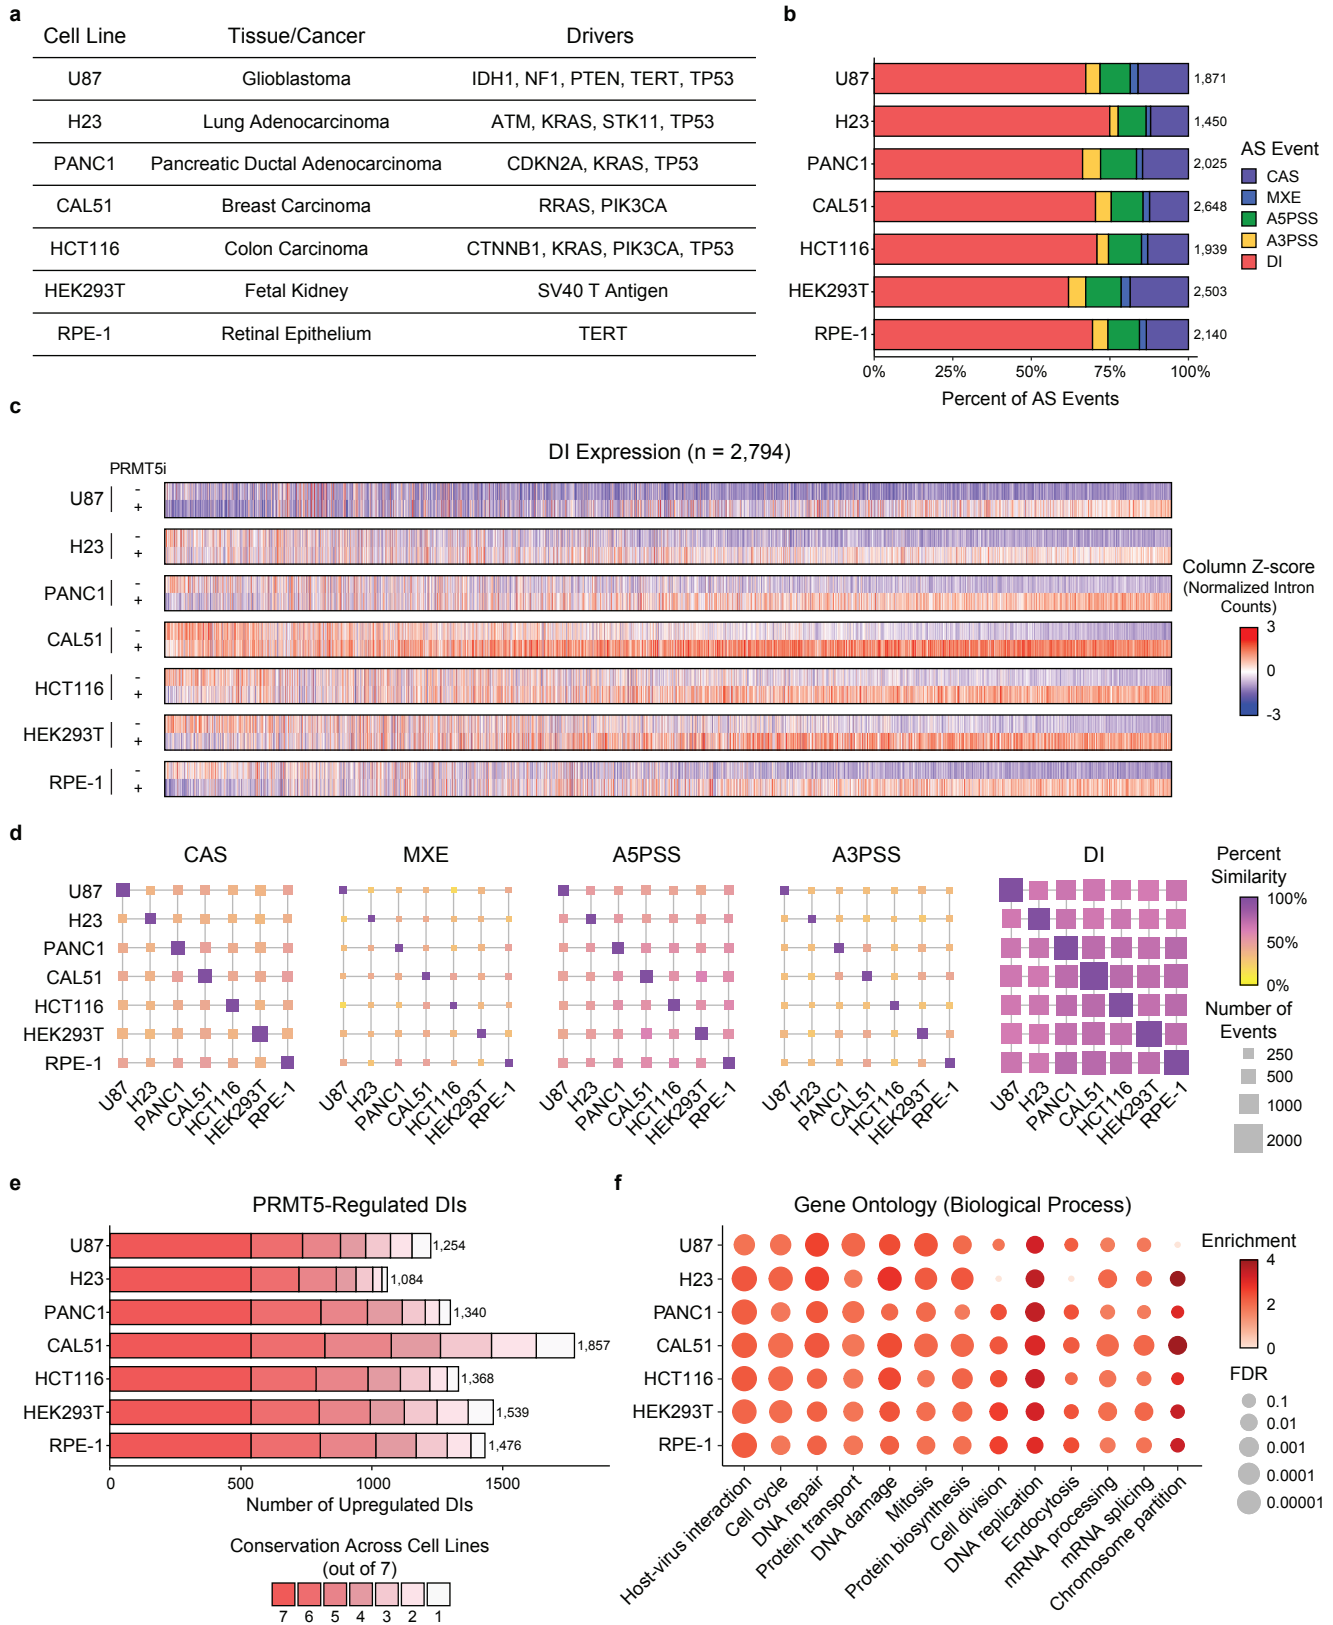 a
Cell Line Tissue/Cancer Drivers
U87 Glioblastoma IDH1, NF1, PTEN, TERT, TP53
H23 Lung Adenocarcinoma ATM, KRAS, STK11, TP53
PANC1 Pancreatic Ductal Adenocarcinoma CDKN2A, KRAS, TP53
CAL51 Breast Carcinoma RRAS, PIK3CA
HCT116 Colon Carcinoma CTNNB1, KRAS, PIK3CA, TP53
HEK293T Fetal Kidney SV40 T Antigen
RPE-1 Retinal Epithelium TERT
b
U87 1,871
H23 1,450
PANC1 2,025
CAL51 2,648
HCT116 1,939
HEK293T 2,503
RPE-1 2,140
0% 25% 50% 75% 100%
Percent of AS Events
AS Event
CAS
MXE
A5PSS
A3PSS
DI
c
DI Expression (n = 2,794)
PRMT5i
U87 - +
H23 - +
PANC1 - +
CAL51 - +
HCT116 - +
HEK293T - +
RPE-1 - +
Column Z-score
(Normalized Intron
Counts)
3
0
-3
d
CAS MXE A5PSS A3PSS DI
U87
H23
PANC1
CAL51
HCT116
HEK293T
RPE-1
U87 H23 PANC1 CAL51 HCT116 HEK293T RPE-1
U87 H23 PANC1 CAL51 HCT116 HEK293T RPE-1
U87 H23 PANC1 CAL51 HCT116 HEK293T RPE-1
U87 H23 PANC1 CAL51 HCT116 HEK293T RPE-1
U87 H23 PANC1 CAL51 HCT116 HEK293T RPE-1
Percent
Similarity
100%
50%
0%
Number of
Events
250
500
1000
2000
e
PRMT5-Regulated DIs
U87 1,254
H23 1,084
PANC1 1,340
CAL51 1,857
HCT116 1,368
HEK293T 1,539
RPE-1 1,476
0 500 1000 1500
Number of Upregulated DIs
Conservation Across Cell Lines
(out of 7)
7 6 5 4 3 2 1
f
Gene Ontology (Biological Process)
U87
H23
PANC1
CAL51
HCT116
HEK293T
RPE-1
Host-virus interaction
Cell cycle
DNA repair
Protein transport
DNA damage
Mitosis
Protein biosynthesis
Cell division
DNA replication
Endocytosis
mRNA processing
mRNA splicing
Chromosome partition
Enrichment
4
2
0
FDR
0.1
0.01
0.001
0.0001
0.00001